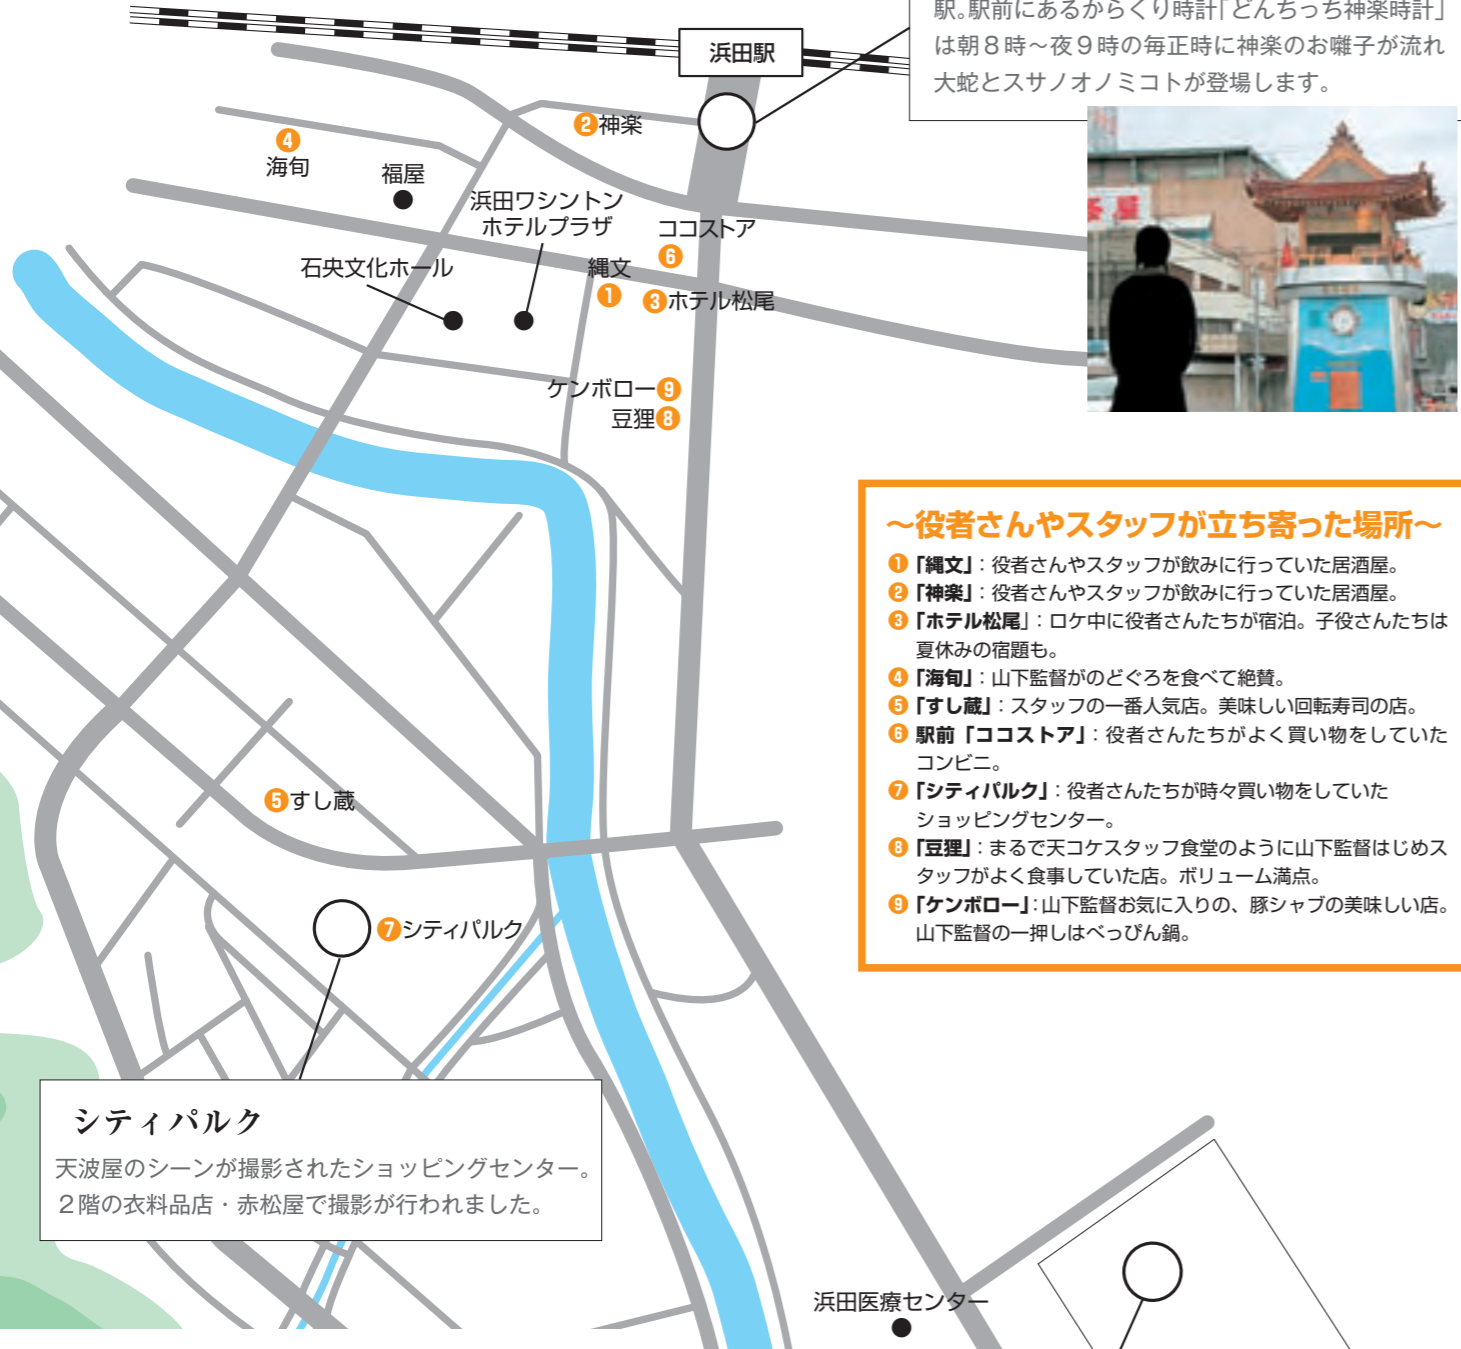 駅。駅前にあるからくり時計「どんちっち神楽時計」
は朝８時～夜９時の毎正時に神楽のお囃子が流れ
大蛇とスサノオノミコトが登場します。
浜田駅
❷神楽
❹
海旬
福屋
浜田ワシントン
ホテルプラザ
ココストア
❻
石央文化ホール
縄文
❶
❸ホテル松尾
ケンボロー❾
豆狸❽
～役者さんやスタッフが立ち寄った場所～
❶「縄文」：役者さんやスタッフが飲みに行っていた居酒屋。
❷「神楽」：役者さんやスタッフが飲みに行っていた居酒屋。
❸「ホテル松尾」：ロケ中に役者さんたちが宿泊。子役さんたちは
夏休みの宿題も。
❹「海旬」：山下監督がのどぐろを食べて絶賛。
❺「すし蔵」：スタッフの一番人気店。美味しい回転寿司の店。
❻ 駅前「ココストア」：役者さんたちがよく買い物をしていた
コンビニ。
❼「シティパルク」：役者さんたちが時々買い物をしていた
ショッピングセンター。
❽「豆狸」：まるで天コケスタッフ食堂のように山下監督はじめス
タッフがよく食事していた店。ボリューム満点。
❾「ケンボロー」：山下監督お気に入りの、豚シャブの美味しい店。
山下監督の一押しはべっぴん鍋。
❺すし蔵
❼シティパルク
シティパルク
天波屋のシーンが撮影されたショッピングセンター。
２階の衣料品店・赤松屋で撮影が行われました。
浜田医療センター